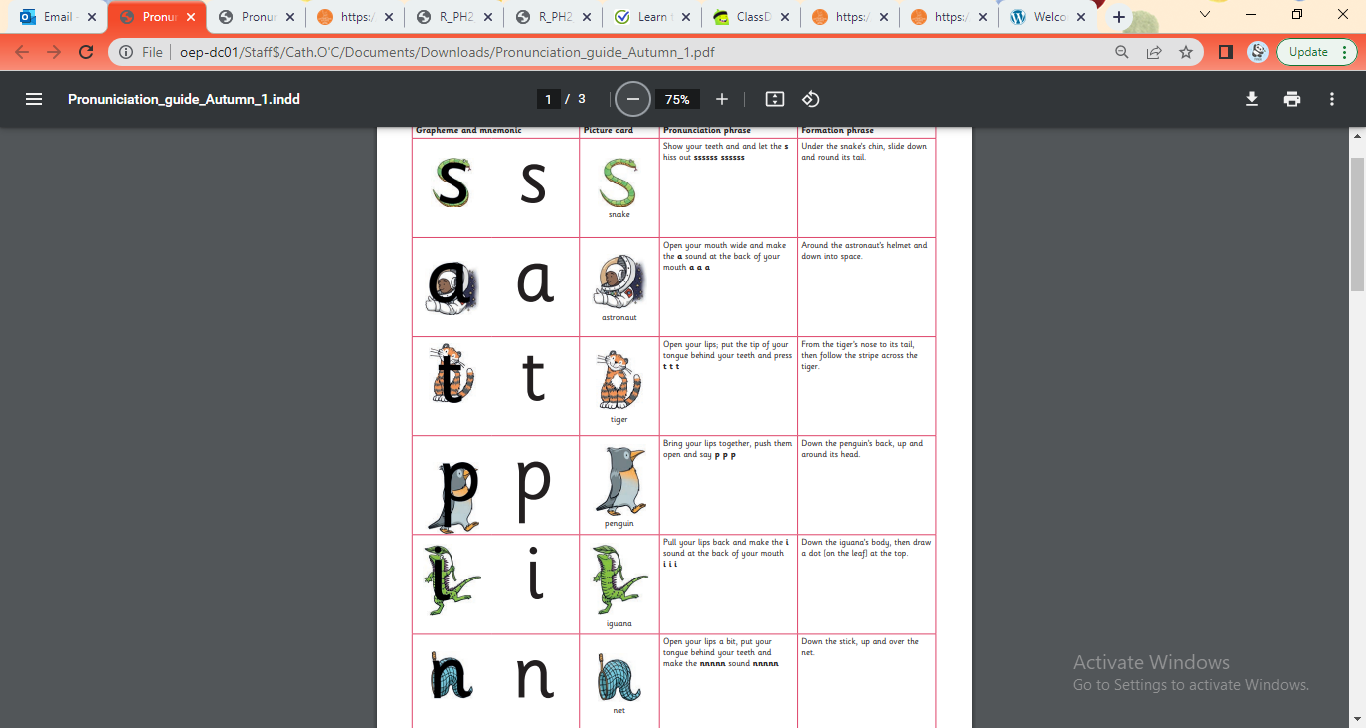 Email -
Pronur
Pronur
https:/
R_PH2
R_PH2
Learn t
ClassD
https:/
https:/
Welco
File
oep-dc01/Staff$/Cath.O'C/Documents/Downloads/Pronunciation_guide_Autumn_1.pdf
Update
Pronuniciation_guide_Autumn_1.indd
1 / 3
75%
Grapheme and mnemonic
Picture card
Pronunciation phrase
Formation phrase
s
s
snake
Show your teeth and and let the s
hiss out ssssss ssssss
Under the snake's chin, slide down
and round its tail.
a
a
astronaut
Open your mouth wide and make
the a sound at the back of your
mouth a a a
Around the astronaut's helmet and
down into space.
t
t
tiger
Open your lips; put the tip of your
tongue behind your teeth and press
t t t
From the tiger's nose to its tail,
then follow the stripe across the
tiger.
p
p
penguin
Bring your lips together, push them
open and say p p p
Down the penguin's back, up and
around its head.
i
i
iguana
Pull your lips back and make the i
sound at the back of your mouth
i i i
Down the iguana's body, then draw
a dot (on the leaf) at the top.
n
n
net
Open your lips a bit, put your
tongue behind your teeth and
make the nnnnn sound nnnnn
Down the stick, up and over the
net.
Activate Windows
Go to Settings to activate Windows.